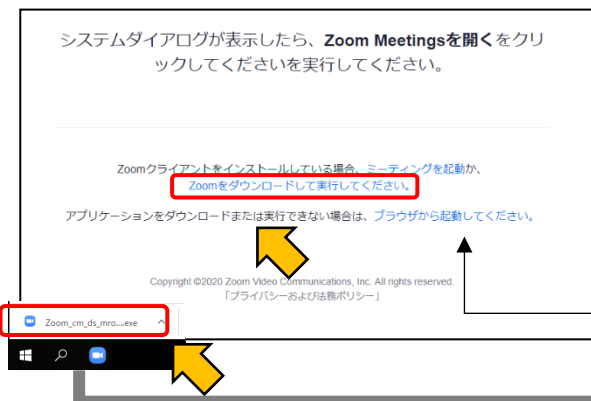 システムダイアログが表示したら、Zoom Meetingsを開くをクリ
ックしてくださいを実行してください。
Zoomクライアントをインストールしている場合、ミーティングを起動か、
Zoomをダウンロードして実行してください。
アプリケーションをダウンロードまたは実行できない場合は、ブラウザから起動してください。
Copyright ©2020 Zoom Video Communications, Inc. All rights reserved.
「プライバシーおよび法務ポリシー」
Zoom_cm_ds_mro....exe